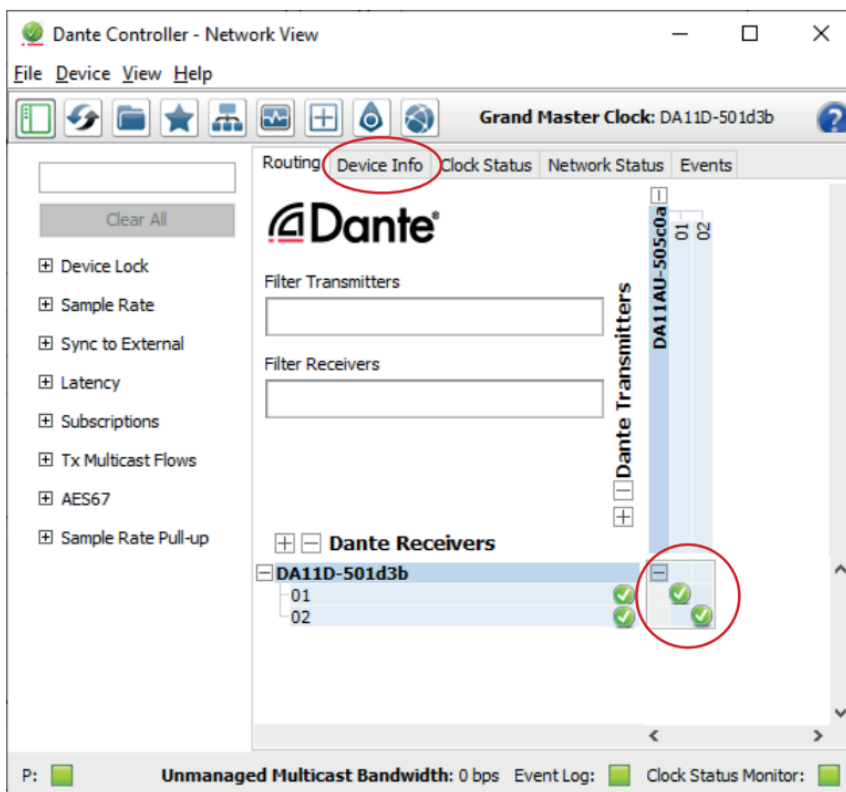 Dante Controller - Network View
File Device View Help
Grand Master Clock: DA11D-501d3b
Routing Device Info Clock Status Network Status Events
Clear All
Device Lock
Sample Rate
Sync to External
Latency
Subscriptions
Tx Multicast Flows
AES67
Sample Rate Pull-up
Dante®
Filter Transmitters
Filter Receivers
Dante Transmitters
DA11AU-505c0a
01
02
Dante Receivers
DA11D-501d3b
01
02
P: Unmanaged Multicast Bandwidth: 0 bps Event Log: Clock Status Monitor: